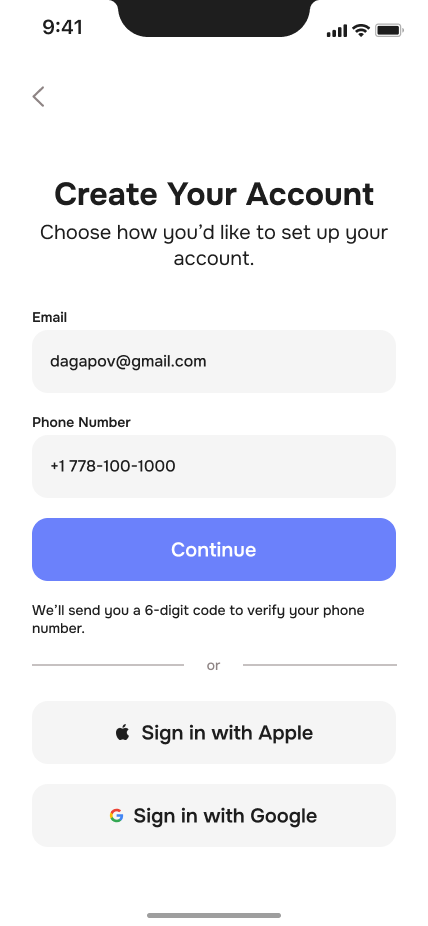 9:41
Create Your Account
Choose how you’d like to set up your
account.
Email
dagapov@gmail.com
Phone Number
+1 778-100-1000
Continue
We’ll send you a 6-digit code to verify your phone
number.
or
Sign in with Apple
Sign in with Google